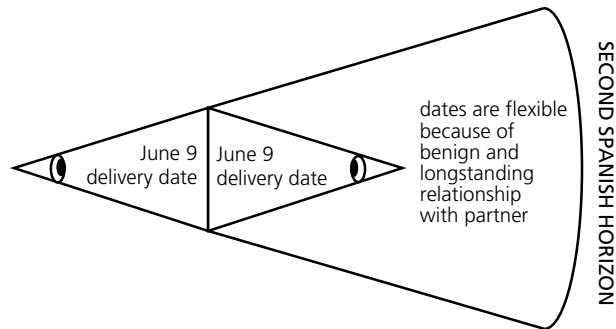 June 9
delivery date
June 9
delivery date
dates are flexible
because of
benign and
longstanding
relationship
with partner
SECOND SPANISH HORIZON